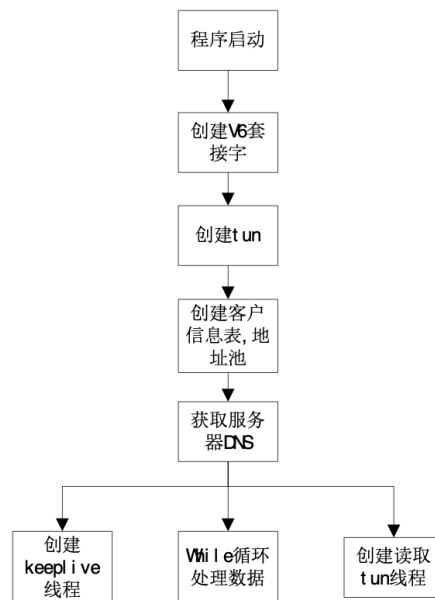 程序启动
创建V6套
接字
创建tun
创建客户
信息表,地
址池
获取服务
器DNS
创建
keeplive
线程
While循环
处理数据
创建读取
tun线程